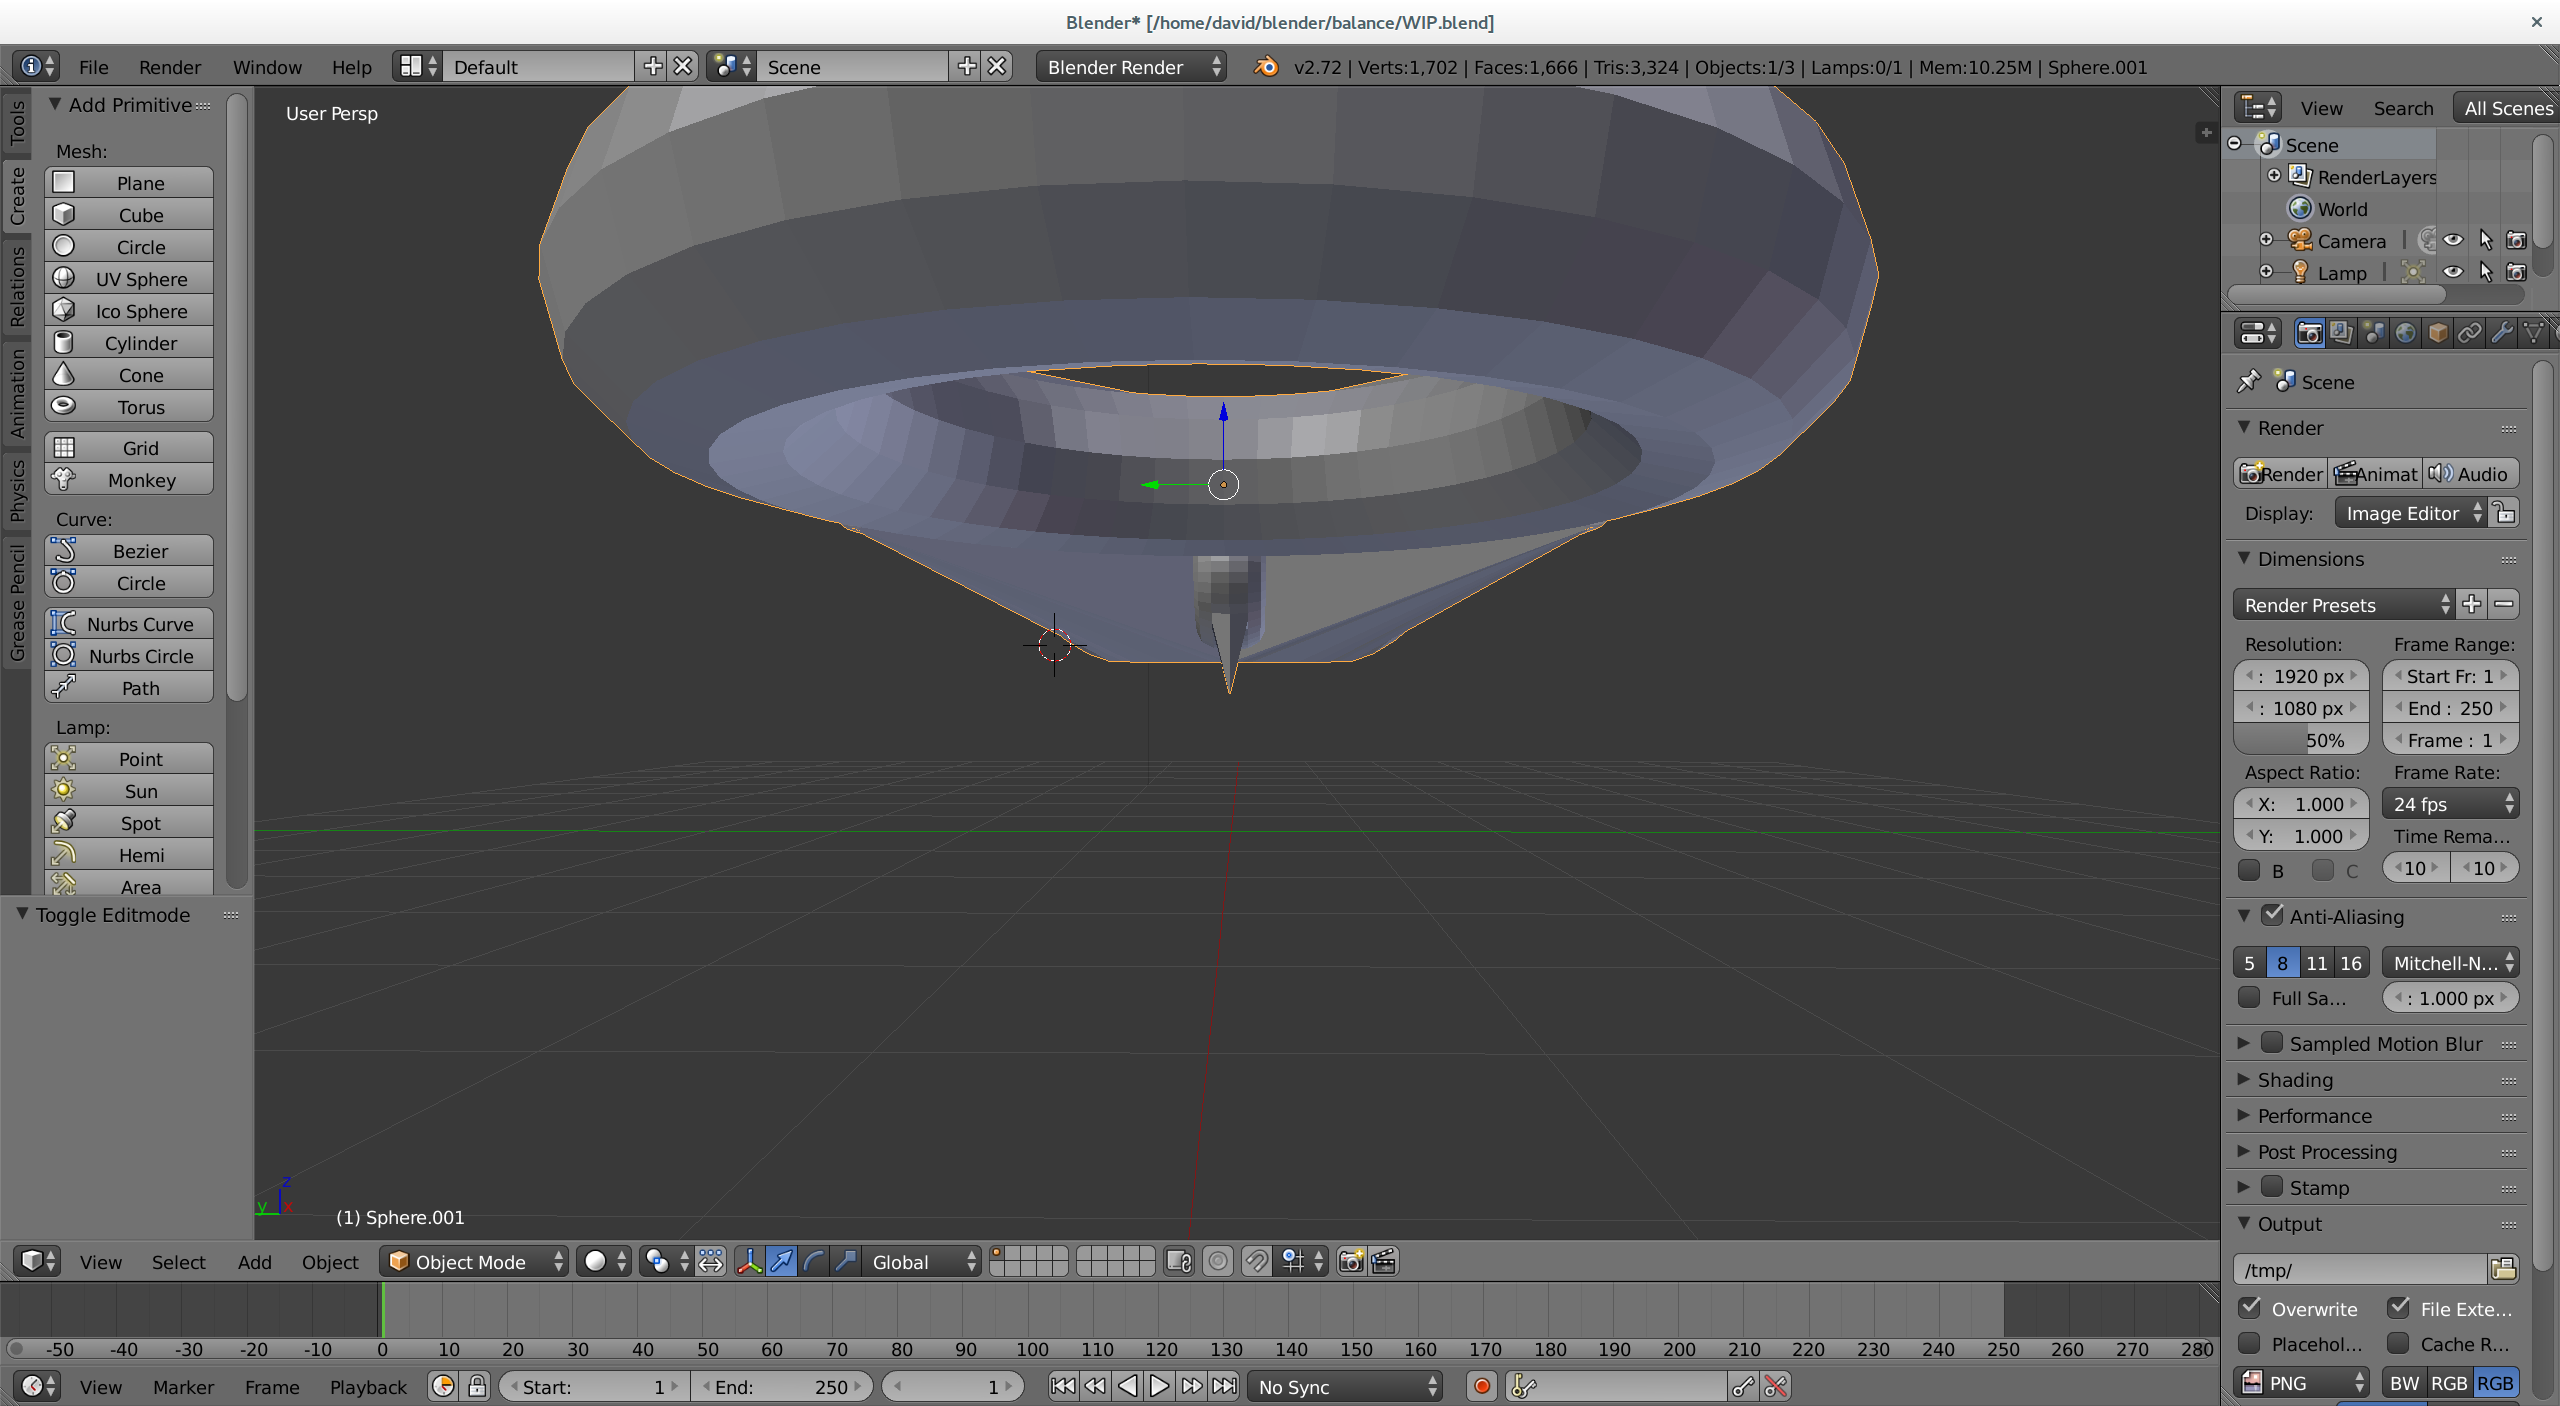 Blender* [/home/david/blender/balance/WIP.blend]
File Render Window Help Default Scene Blender Render v2.72 | Verts:1,702 | Faces:1,666 | Tris:3,324 | Objects:1/3 | Lamps:0/1 | Mem:10.25M | Sphere.001
Tools
Create
Relations
Animation
Physics
Grease Pencil
Add Primitive
Mesh:
Plane
Cube
Circle
UV Sphere
Ico Sphere
Cylinder
Cone
Torus
Grid
Monkey
Curve:
Bezier
Circle
Nurbs Curve
Nurbs Circle
Path
Lamp:
Point
Sun
Spot
Hemi
Area
Toggle Editmode
User Persp
z
y x
(1) Sphere.001
View Select Add Object Object Mode Global
-50 -40 -30 -20 -10 0 10 20 30 40 50 60 70 80 90 100 110 120 130 140 150 160 170 180 190 200 210 220 230 240 250 260 270 280
View Marker Frame Playback Start: 1 End: 250 1 No Sync
View Search All Scenes
Scene
RenderLayers
World
Camera
Lamp
Scene
Render
Render Animat Audio
Display: Image Editor
Dimensions
Render Presets
Resolution: Frame Range:
: 1920 px Start Fr: 1
: 1080 px End : 250
50% Frame : 1
Aspect Ratio: Frame Rate:
X: 1.000 24 fps
Y: 1.000 Time Rema...
B C 10 10
Anti-Aliasing
5 8 11 16 Mitchell-N...
Full Sa... : 1.000 px
Sampled Motion Blur
Shading
Performance
Post Processing
Stamp
Output
/tmp/
Overwrite File Exte...
Placehol... Cache R...
PNG BW RGB RGB